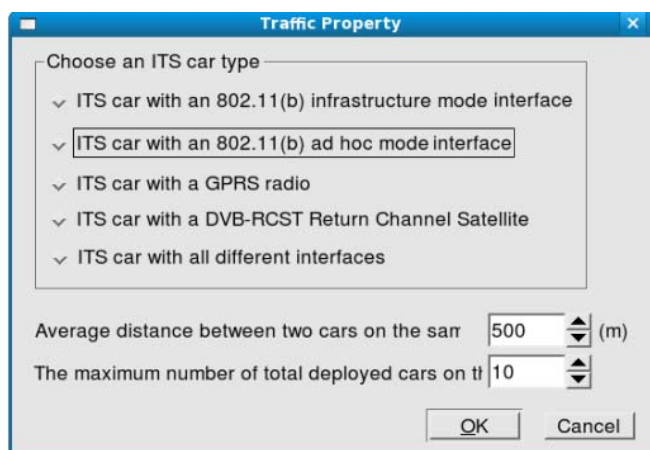 Traffic Property
Choose an ITS car type
ITS car with an 802.11(b) infrastructure mode interface
ITS car with an 802.11(b) ad hoc mode interface
ITS car with a GPRS radio
ITS car with a DVB-RCST Return Channel Satellite
ITS car with all different interfaces
Average distance between two cars on the sam 500 (m)
The maximum number of total deployed cars on th 10
OK Cancel